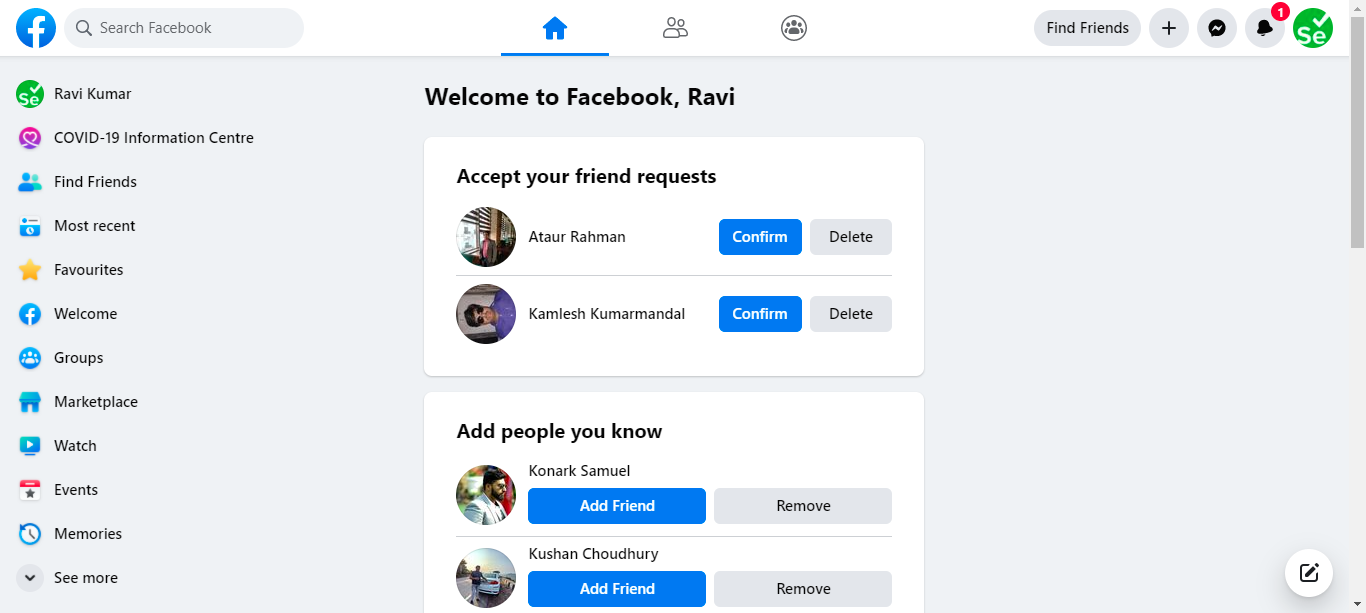 Search Facebook
Find Friends
1
Se
Se
Ravi Kumar
COVID-19 Information Centre
Find Friends
Most recent
Favourites
Welcome
Groups
Marketplace
Watch
Events
Memories
See more
Welcome to Facebook, Ravi
Accept your friend requests
Ataur Rahman
Confirm
Delete
Kamlesh Kumarmandal
Confirm
Delete
Add people you know
Konark Samuel
Add Friend
Remove
Kushan Choudhury
Add Friend
Remove